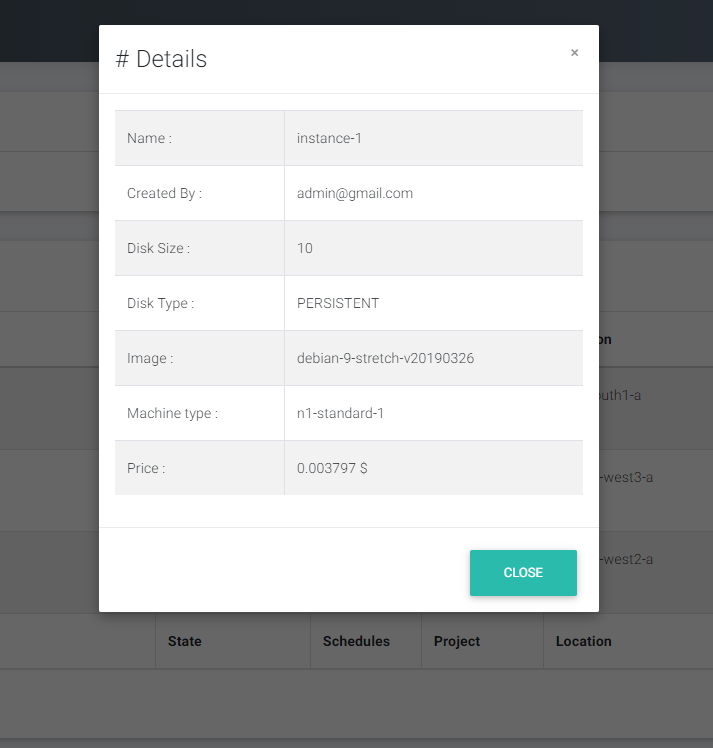 # Details
×
Name : instance-1
Created By : admin@gmail.com
Disk Size : 10
Disk Type : PERSISTENT
Image : debian-9-stretch-v20190326
Machine type : n1-standard-1
Price : 0.003797 $
CLOSE
on
outh1-a
-west3-a
-west2-a
State Schedules Project Location